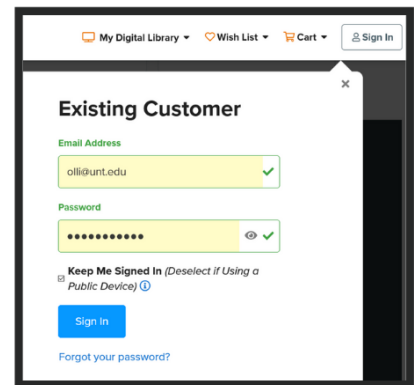 My Digital Library Wish List Cart Sign In
Existing Customer
Email Address
olli@unt.edu
Password
•••••••••••
Keep Me Signed In (Deselect if Using a
Public Device)
Sign In
Forgot your password?